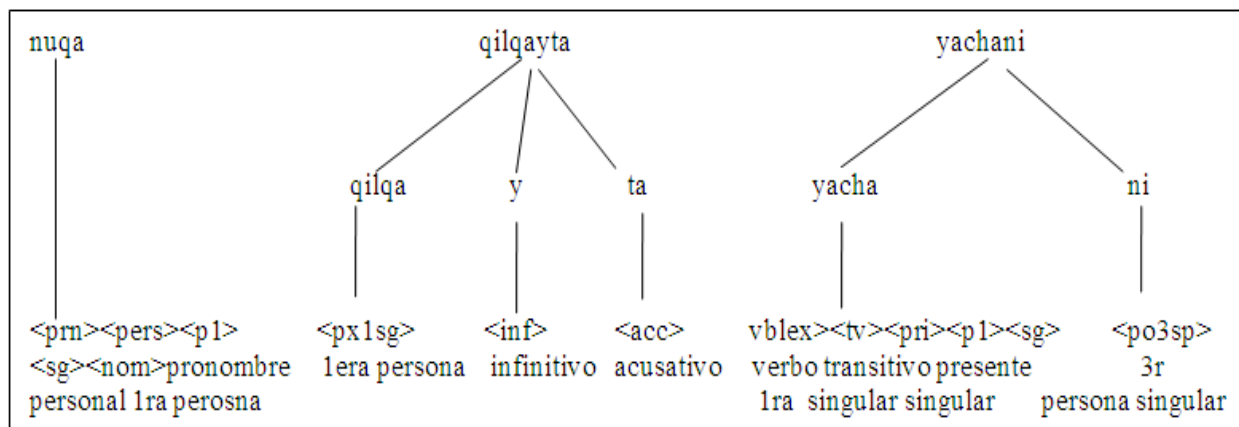 nuqa qilqayta yachani
qilqa y ta yacha ni
<prn><pers><p1> <px1sg> <inf> <acc> vblex><tv><pri><p1><sg> <po3sp>
<sg><nom>pronombre 1era persona infinitivo acusativo verbo transitivo presente 3r
personal 1ra perosna 1ra singular singular persona singular